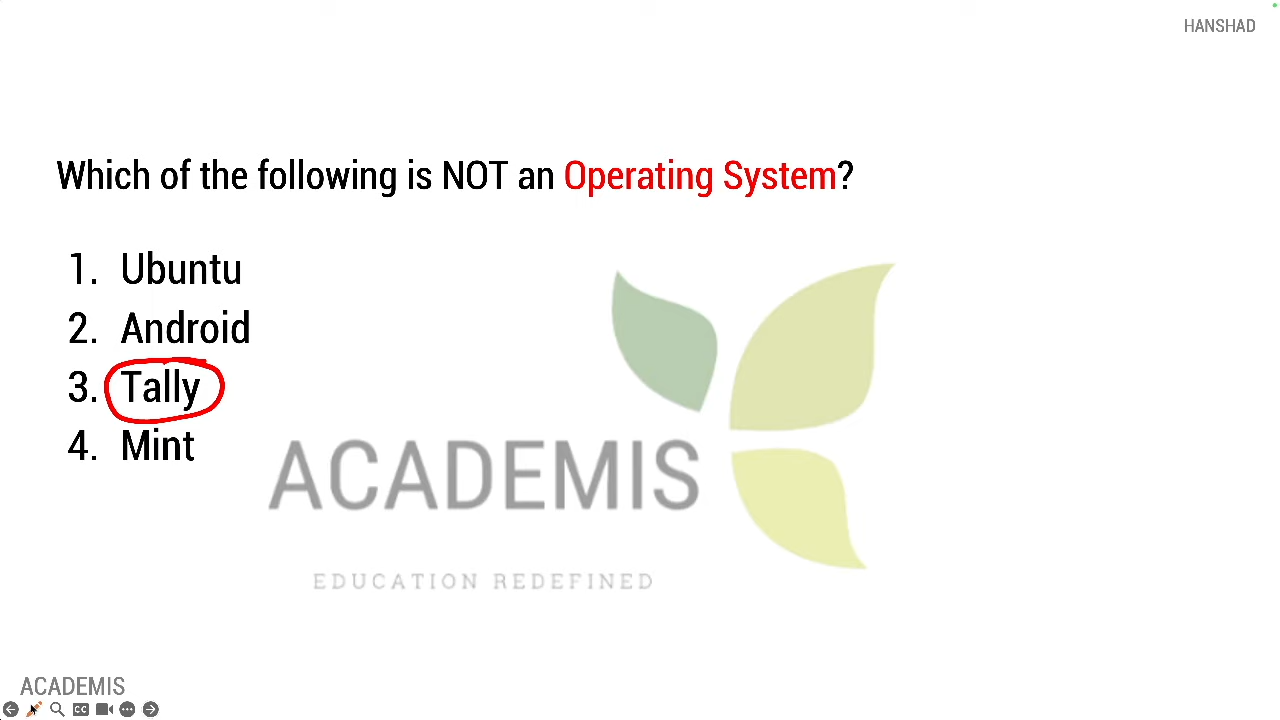 HANSHAD
Which of the following is NOT an Operating System?
1. Ubuntu
2. Android
3. Tally
4. Mint
ACADEMIS
EDUCATION REDEFINED
ACADEMIS
CC